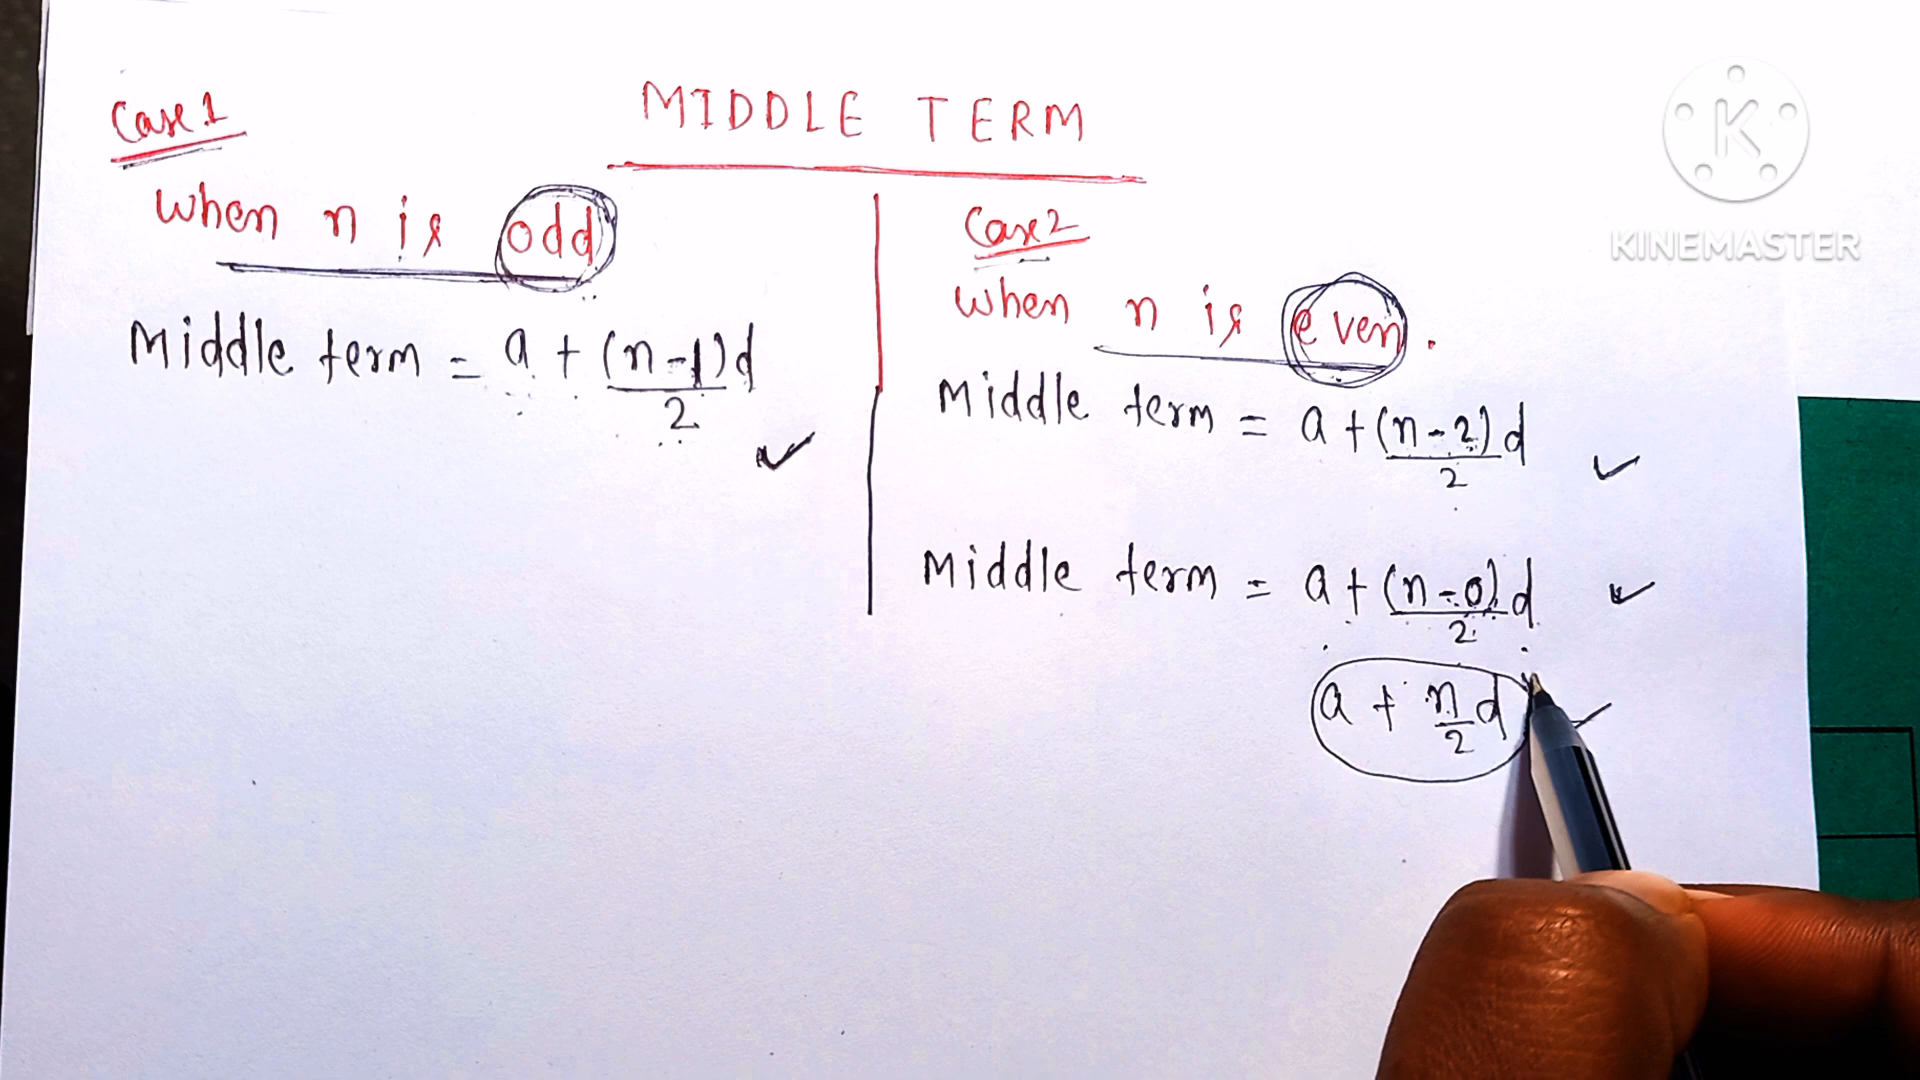 MIDDLE TERM
Case 1
When n is odd
Middle term = a + (n-1)d
2
Case 2
When n is even.
Middle term = a + (n-2)d
2
Middle term = a + (n-0)d
2
a + n/2 d
K
KINEMASTER